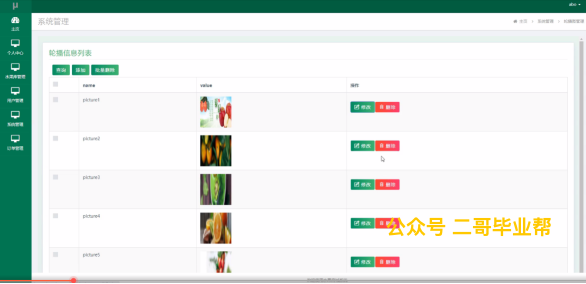 abo
系统管理
主页 系统管理 轮播图管理
主页
个人中心
水果库管理
用户管理
系统管理
订单管理
轮播信息列表
查询 添加 批量删除
name value 操作
picture1 修改 删除
picture2 修改 删除
picture3 修改 删除
picture4 修改 删除
picture5 修改 删除
公众号 二哥毕业帮